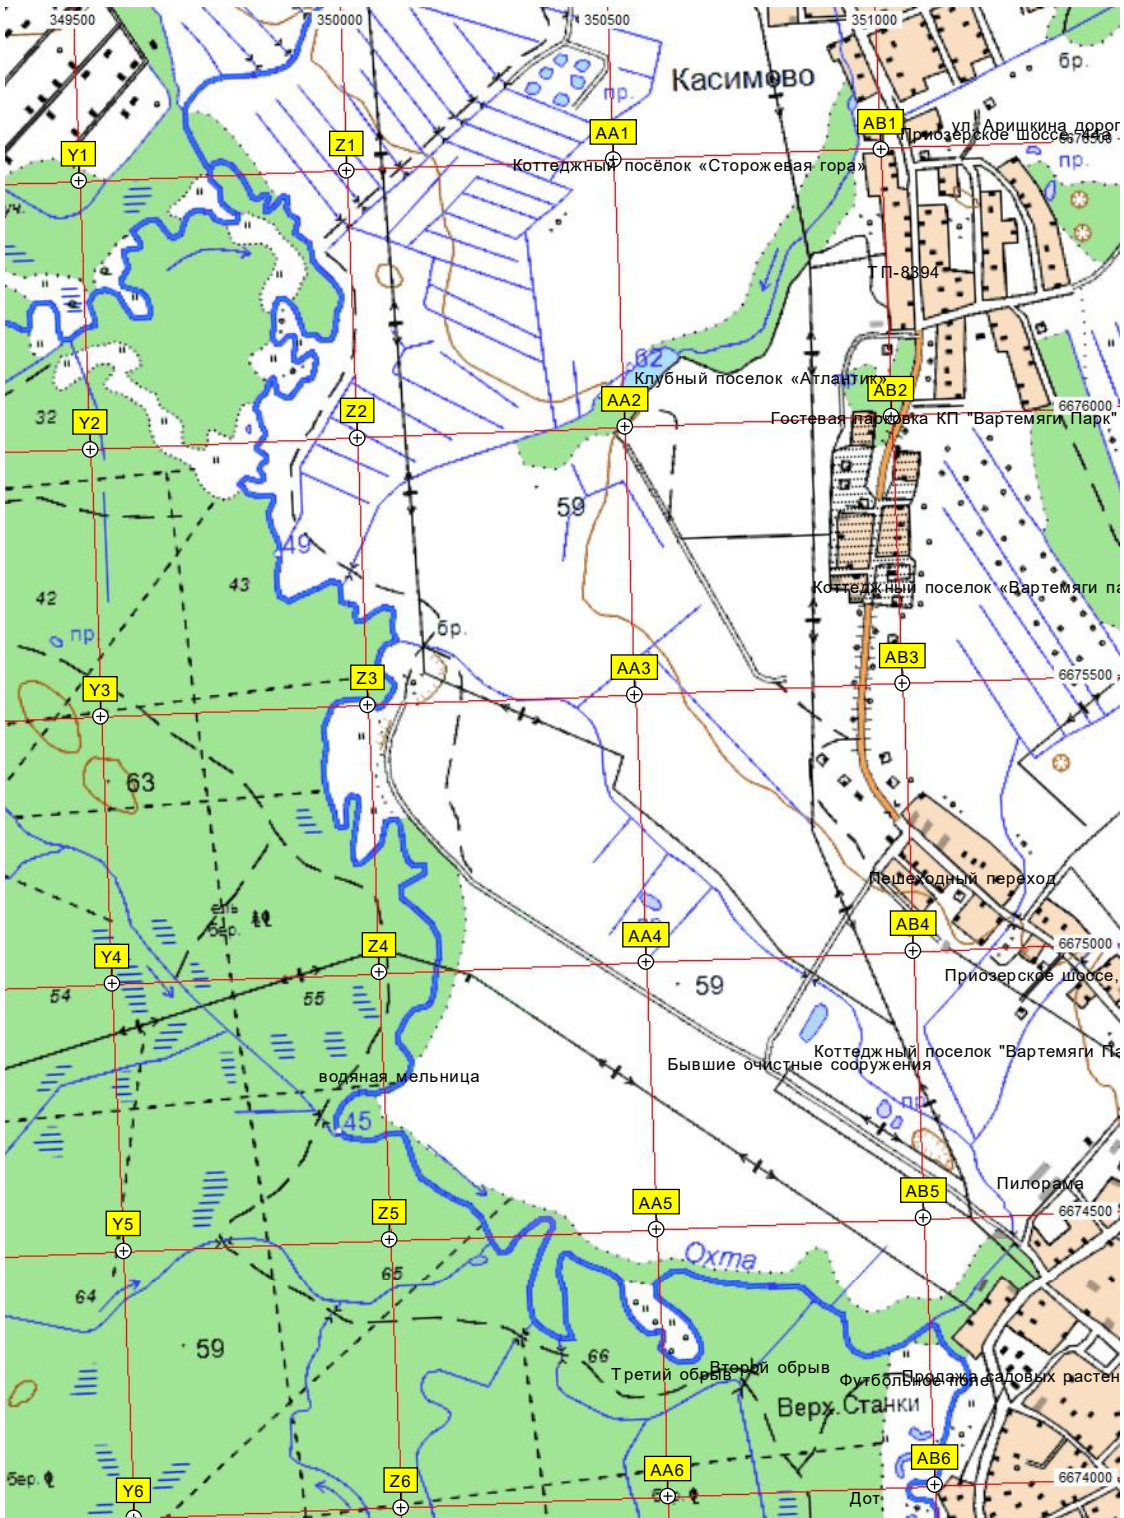 349500
350000
350500
351000
бр.
Касимово
пр.
AB1
ул. Аришкина дорог
AA1
Приозерское шоссе, 44а
Z1
6676500
Y1
пр.
Коттеджный посёлок «Сторожевая гора»
уч.
ТП-8394
62
Клубный поселок «Атлантик»
AB2
AA2
6676000
Z2
32
Y2
Гостевая парковка КП "Вартемяги Парк"
59
49
43
42
Коттеджный поселок «Вартемяги па
пр
бр.
AB3
AA3
Z3
6675500
Y3
63
Пешеходный переход
ель
бер.
пр.
AB4
AA4
Z4
6675000
Y4
Приозерское шоссе,
54
55
59
Коттеджный поселок "Вартемяги Па
Бывшие очистные сооружения
водяная мельница
пр.
45
Пилорама
AB5
AA5
6674500
Z5
Y5
Охта
65
64
59
66
Второй обрыв
Третий обрыв
Продажа садовых растен
Футбольное поле
Верх.Станки
AB6
AA6
Z6
6674000
бер.
Y6
Дот